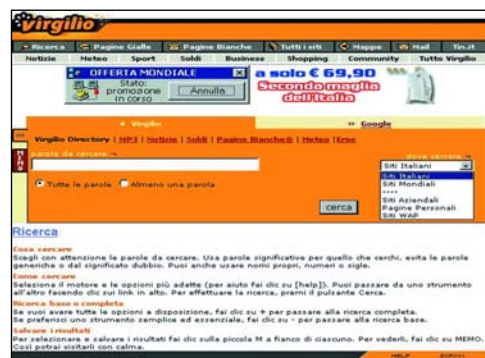 Virgilio
Ricerca Pagine Gialle Pagine Bianche Tutti i siti Mappe Mail Tin.it
Notizie Meteo Sport Soldi Business Shopping Community Tutto Virgilio
OFFERTA MONDIALE
Stato:
promozione
in corso
Annulla
a solo € 69,90
Seconda maglia
dell'Italia
Virgilio
Google
Virgilio Directory | MP3 | Notizie | Soldi | Pagine Bianche® | Meteo |
MEMO
parole da cercare
dove cercare
Siti Italiani
Siti Italiani
Siti Mondiali
----
Siti Aziendali
Pagine Personali
Siti WAP
Tutte le parole Almeno una parola
cerca
Ricerca
Cosa cercare
Scegli con attenzione le parole da cercare. Usa parole significative per quello che cerchi, evita le parole
generiche o dal significato dubbio. Puoi anche usare nomi propri, numeri o sigle.
Come cercare
Seleziona il motore e le opzioni più adatte (per aiuto fai clic su [help]). Puoi passare da uno strumento
all'altro facendo clic sui link in alto. Per effettuare la ricerca, premi il pulsante Cerca.
Ricerca base o completa
Se vuoi avere tutte le opzioni a disposizione, fai clic su + per passare alla ricerca completa.
Se preferisci uno strumento semplice ed essenziale, fai clic su - per passare alla ricerca base.
Salvare i risultati
Per selezionare e salvare i risultati fai clic sulla piccola M a fianco di ciascuno. Per vederli, fai clic su MEMO.
Così potrai visitarli con calma.
HELP